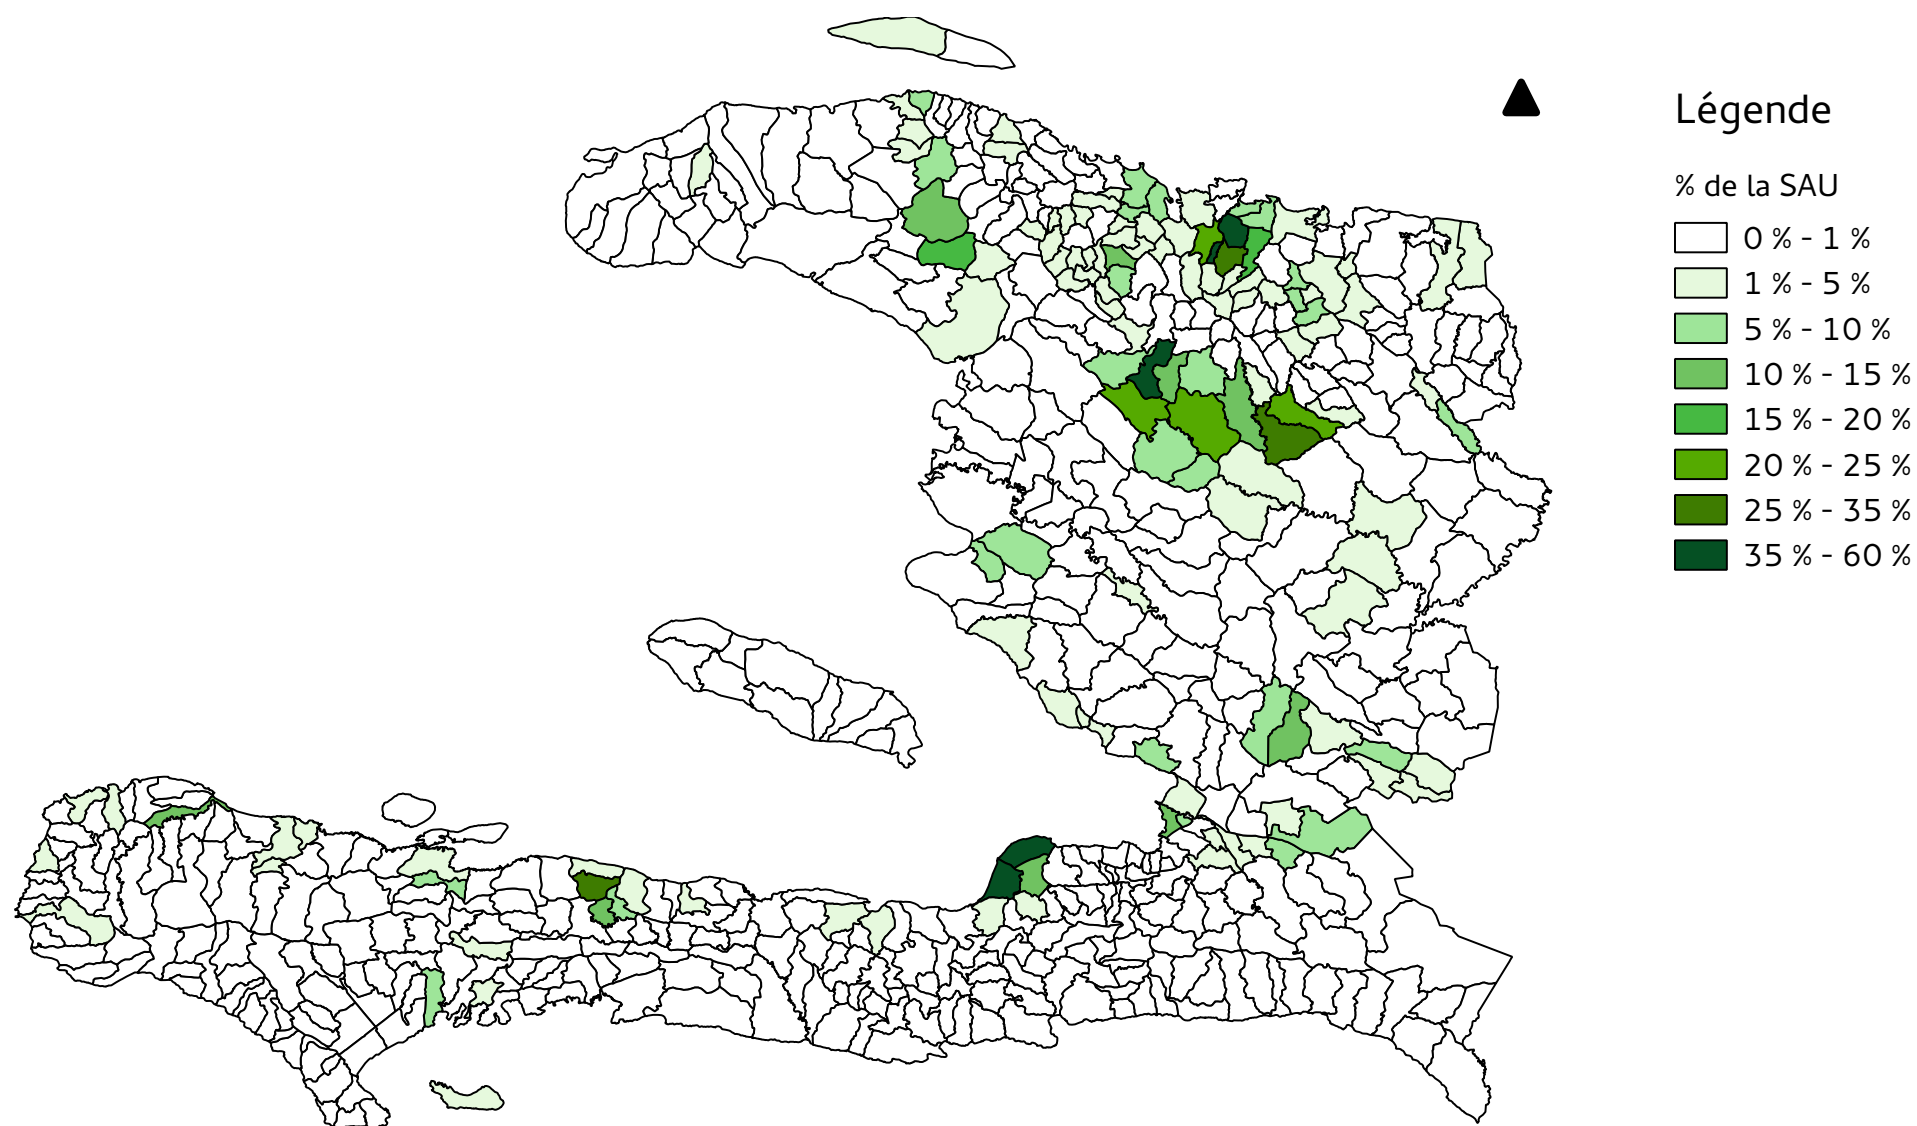 Légende
% de la SAU
0 % - 1 %
1 % - 5 %
5 % - 10 %
10 % - 15 %
15 % - 20 %
20 % - 25 %
25 % - 35 %
35 % - 60 %